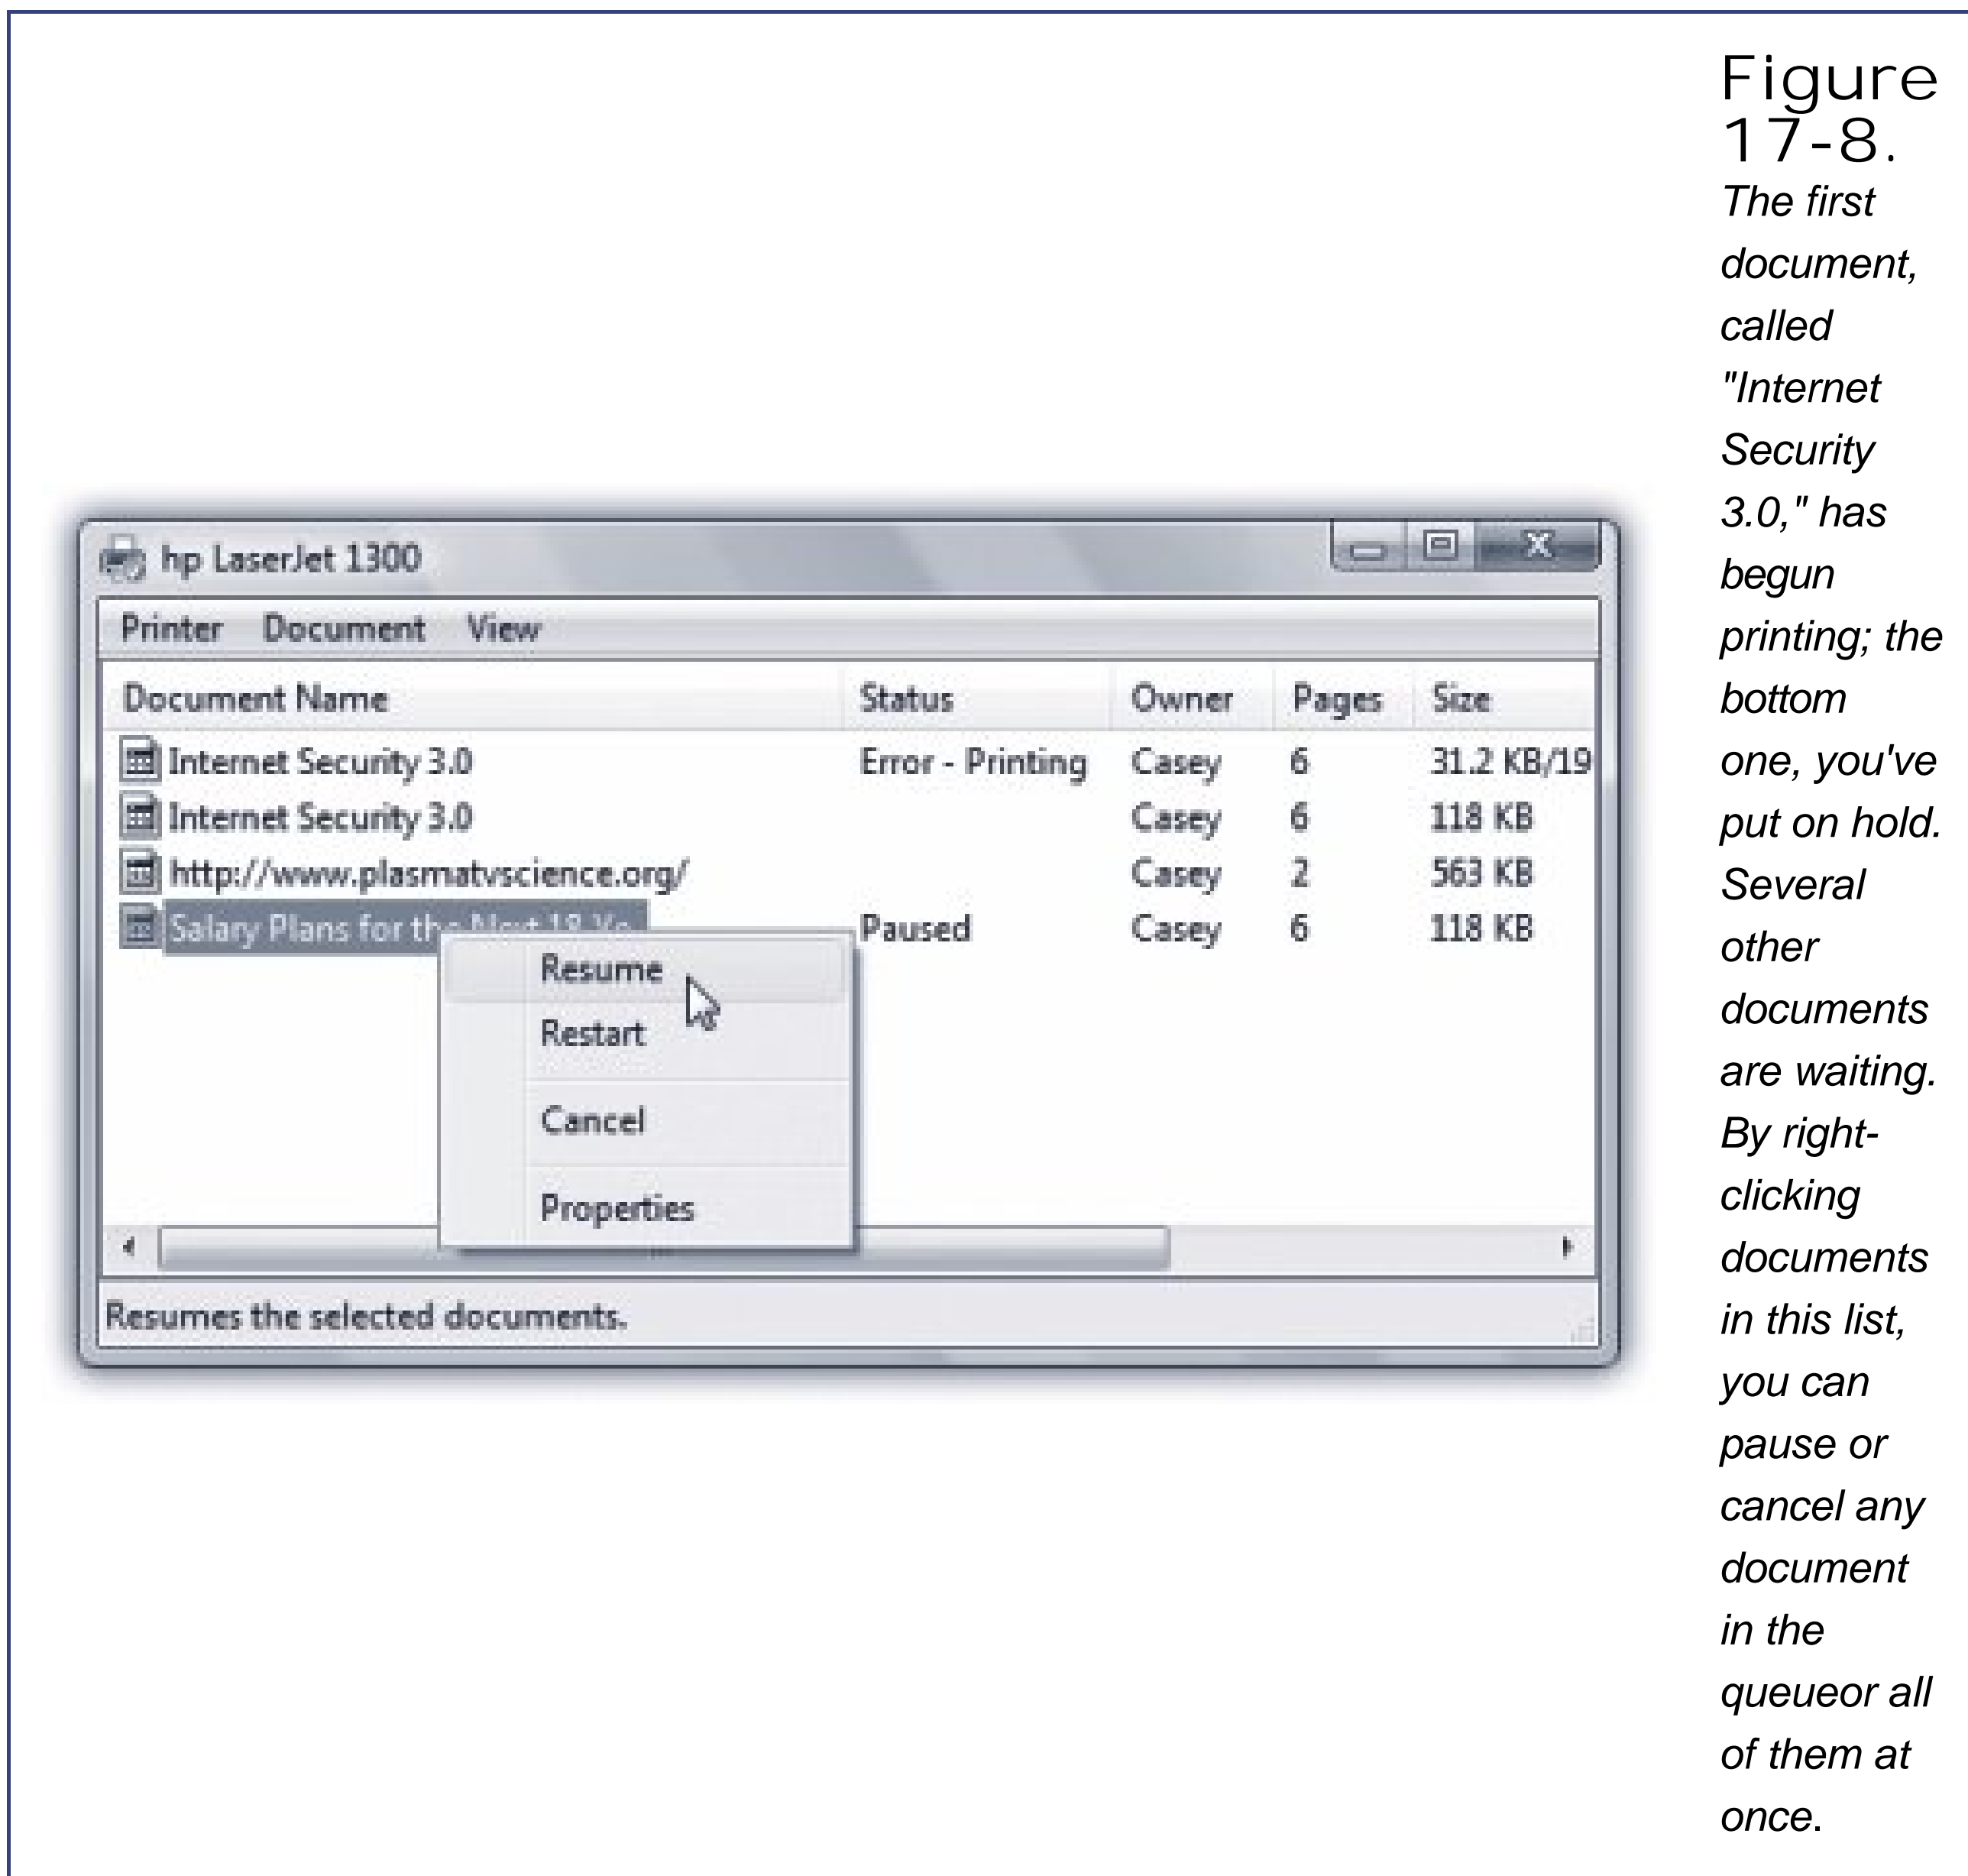 Figure
17-8.
The first
document,
called
"Internet
Security
3.0," has
begun
printing; the
bottom
one, you've
put on hold.
Several
other
documents
are waiting.
By right-
clicking
documents
in this list,
you can
pause or
cancel any
document
in the
queueor all
of them at
once.
hp LaserJet 1300
Printer Document View
Document Name Status Owner Pages Size
Internet Security 3.0 Error - Printing Casey 6 31.2 KB/19
Internet Security 3.0 Casey 6 118 KB
http://www.plasmatvscience.org/ Casey 2 563 KB
Salary Plans for the Next 18 Paused Casey 6 118 KB
Resume
Restart
Cancel
Properties
Resumes the selected documents.